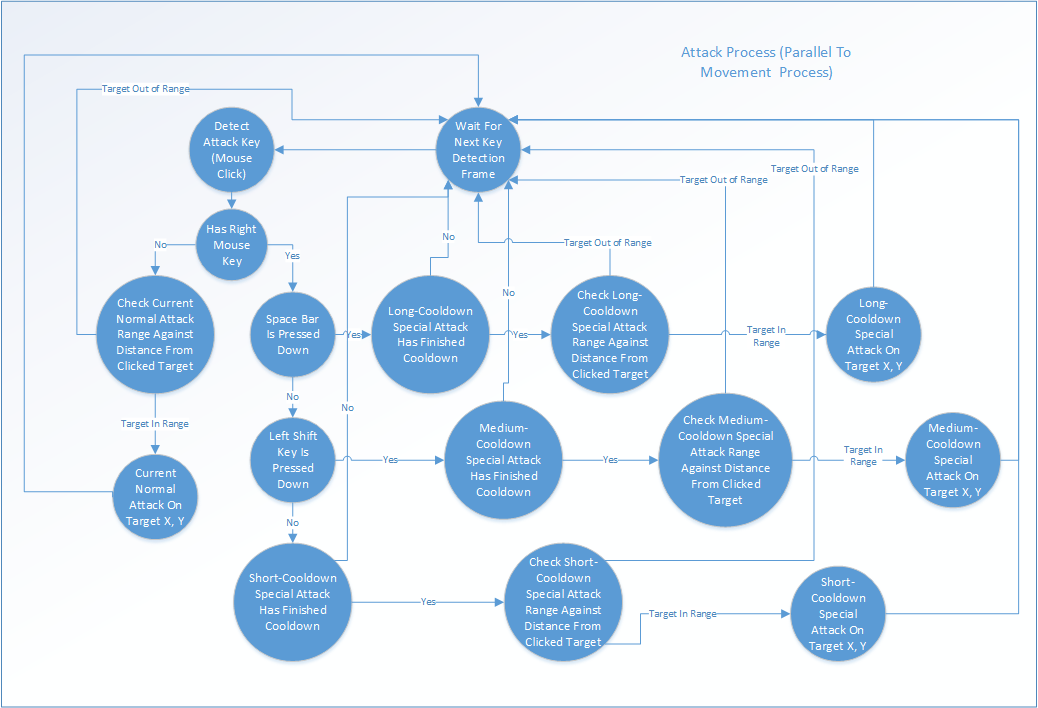 Attack Process (Parallel To
Movement Process)
Target Out of Range
Detect
Attack Key
(Mouse
Click)
Wait For
Next Key
Detection
Frame
Target Out of Range
Target Out of Range
Has Right
Mouse
Key
No
Yes
No
Target Out of Range
Check Current
Normal Attack
Range Against
Distance From
Clicked Target
Space Bar
Is Pressed
Down
Yes
Long-Cooldown
Special Attack
Has Finished
Cooldown
Yes
No
Check Long-
Cooldown
Special Attack
Range Against
Distance From
Clicked Target
Target In
Range
Long-
Cooldown
Special
Attack On
Target X, Y
Target In Range
No
No
Left Shift
Key Is
Pressed
Down
Yes
Medium-
Cooldown
Special Attack
Has Finished
Cooldown
Yes
Check Medium-
Cooldown Special
Attack Range
Against Distance
From Clicked
Target
Target In
Range
Medium-
Cooldown
Special
Attack On
Target X, Y
Current
Normal
Attack On
Target X, Y
No
Short-Cooldown
Special Attack
Has Finished
Cooldown
Yes
Check Short-
Cooldown
Special Attack
Range Against
Distance From
Clicked Target
Target In Range
Short-
Cooldown
Special
Attack On
Target X, Y